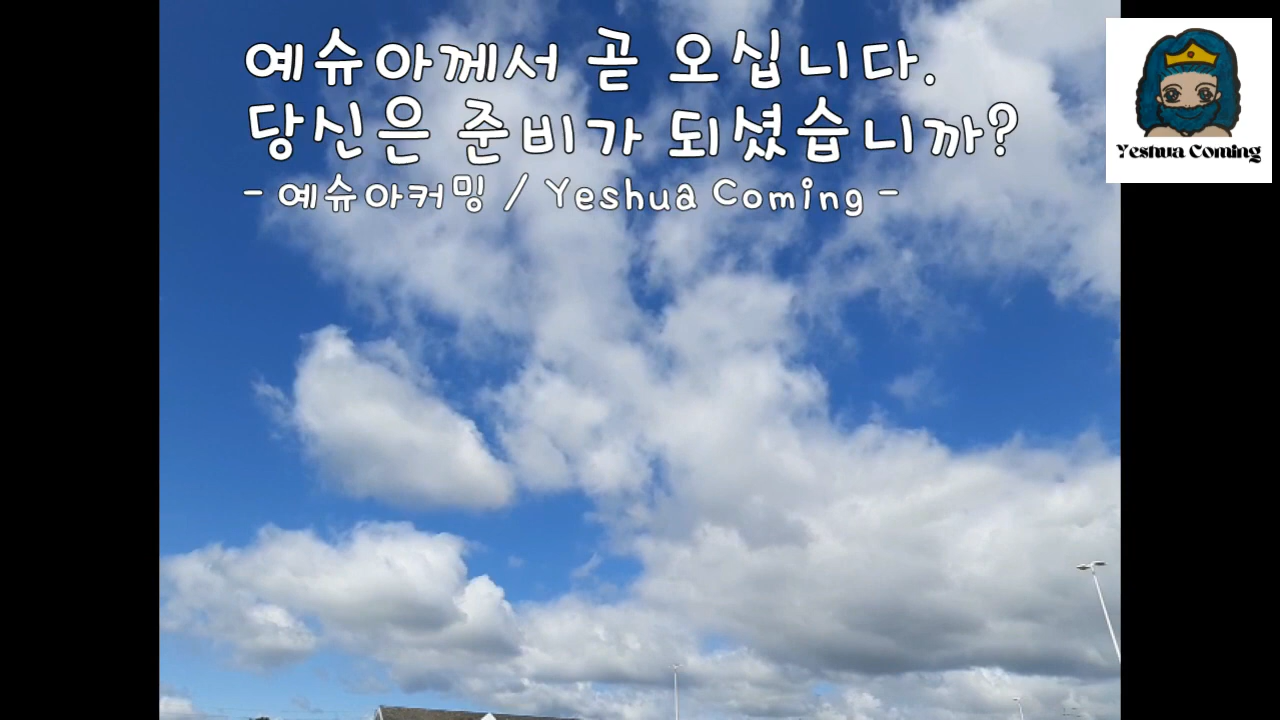 예슈아께서 곧 오십니다.
당신은 준비가 되셨습니까?
- 예슈아커밍 / Yeshua Coming -
Yeshua Coming